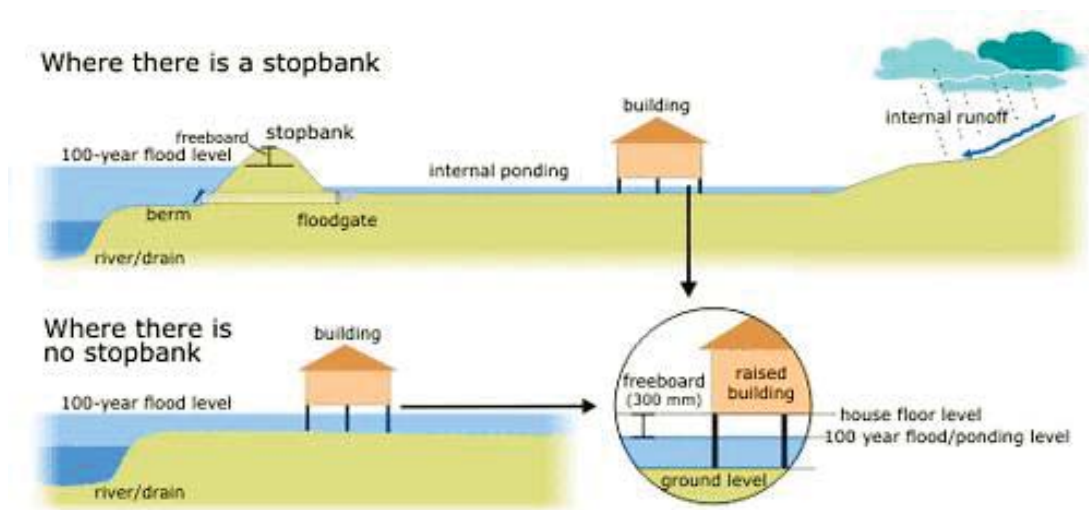 Where there is a stopbank
building
internal runoff
stopbank
freeboard
100-year flood level
internal ponding
berm
floodgate
river/drain
Where there is
no stopbank
building
100-year flood level
river/drain
freeboard
(300 mm)
raised
building
house floor level
100 year flood/ponding level
ground level